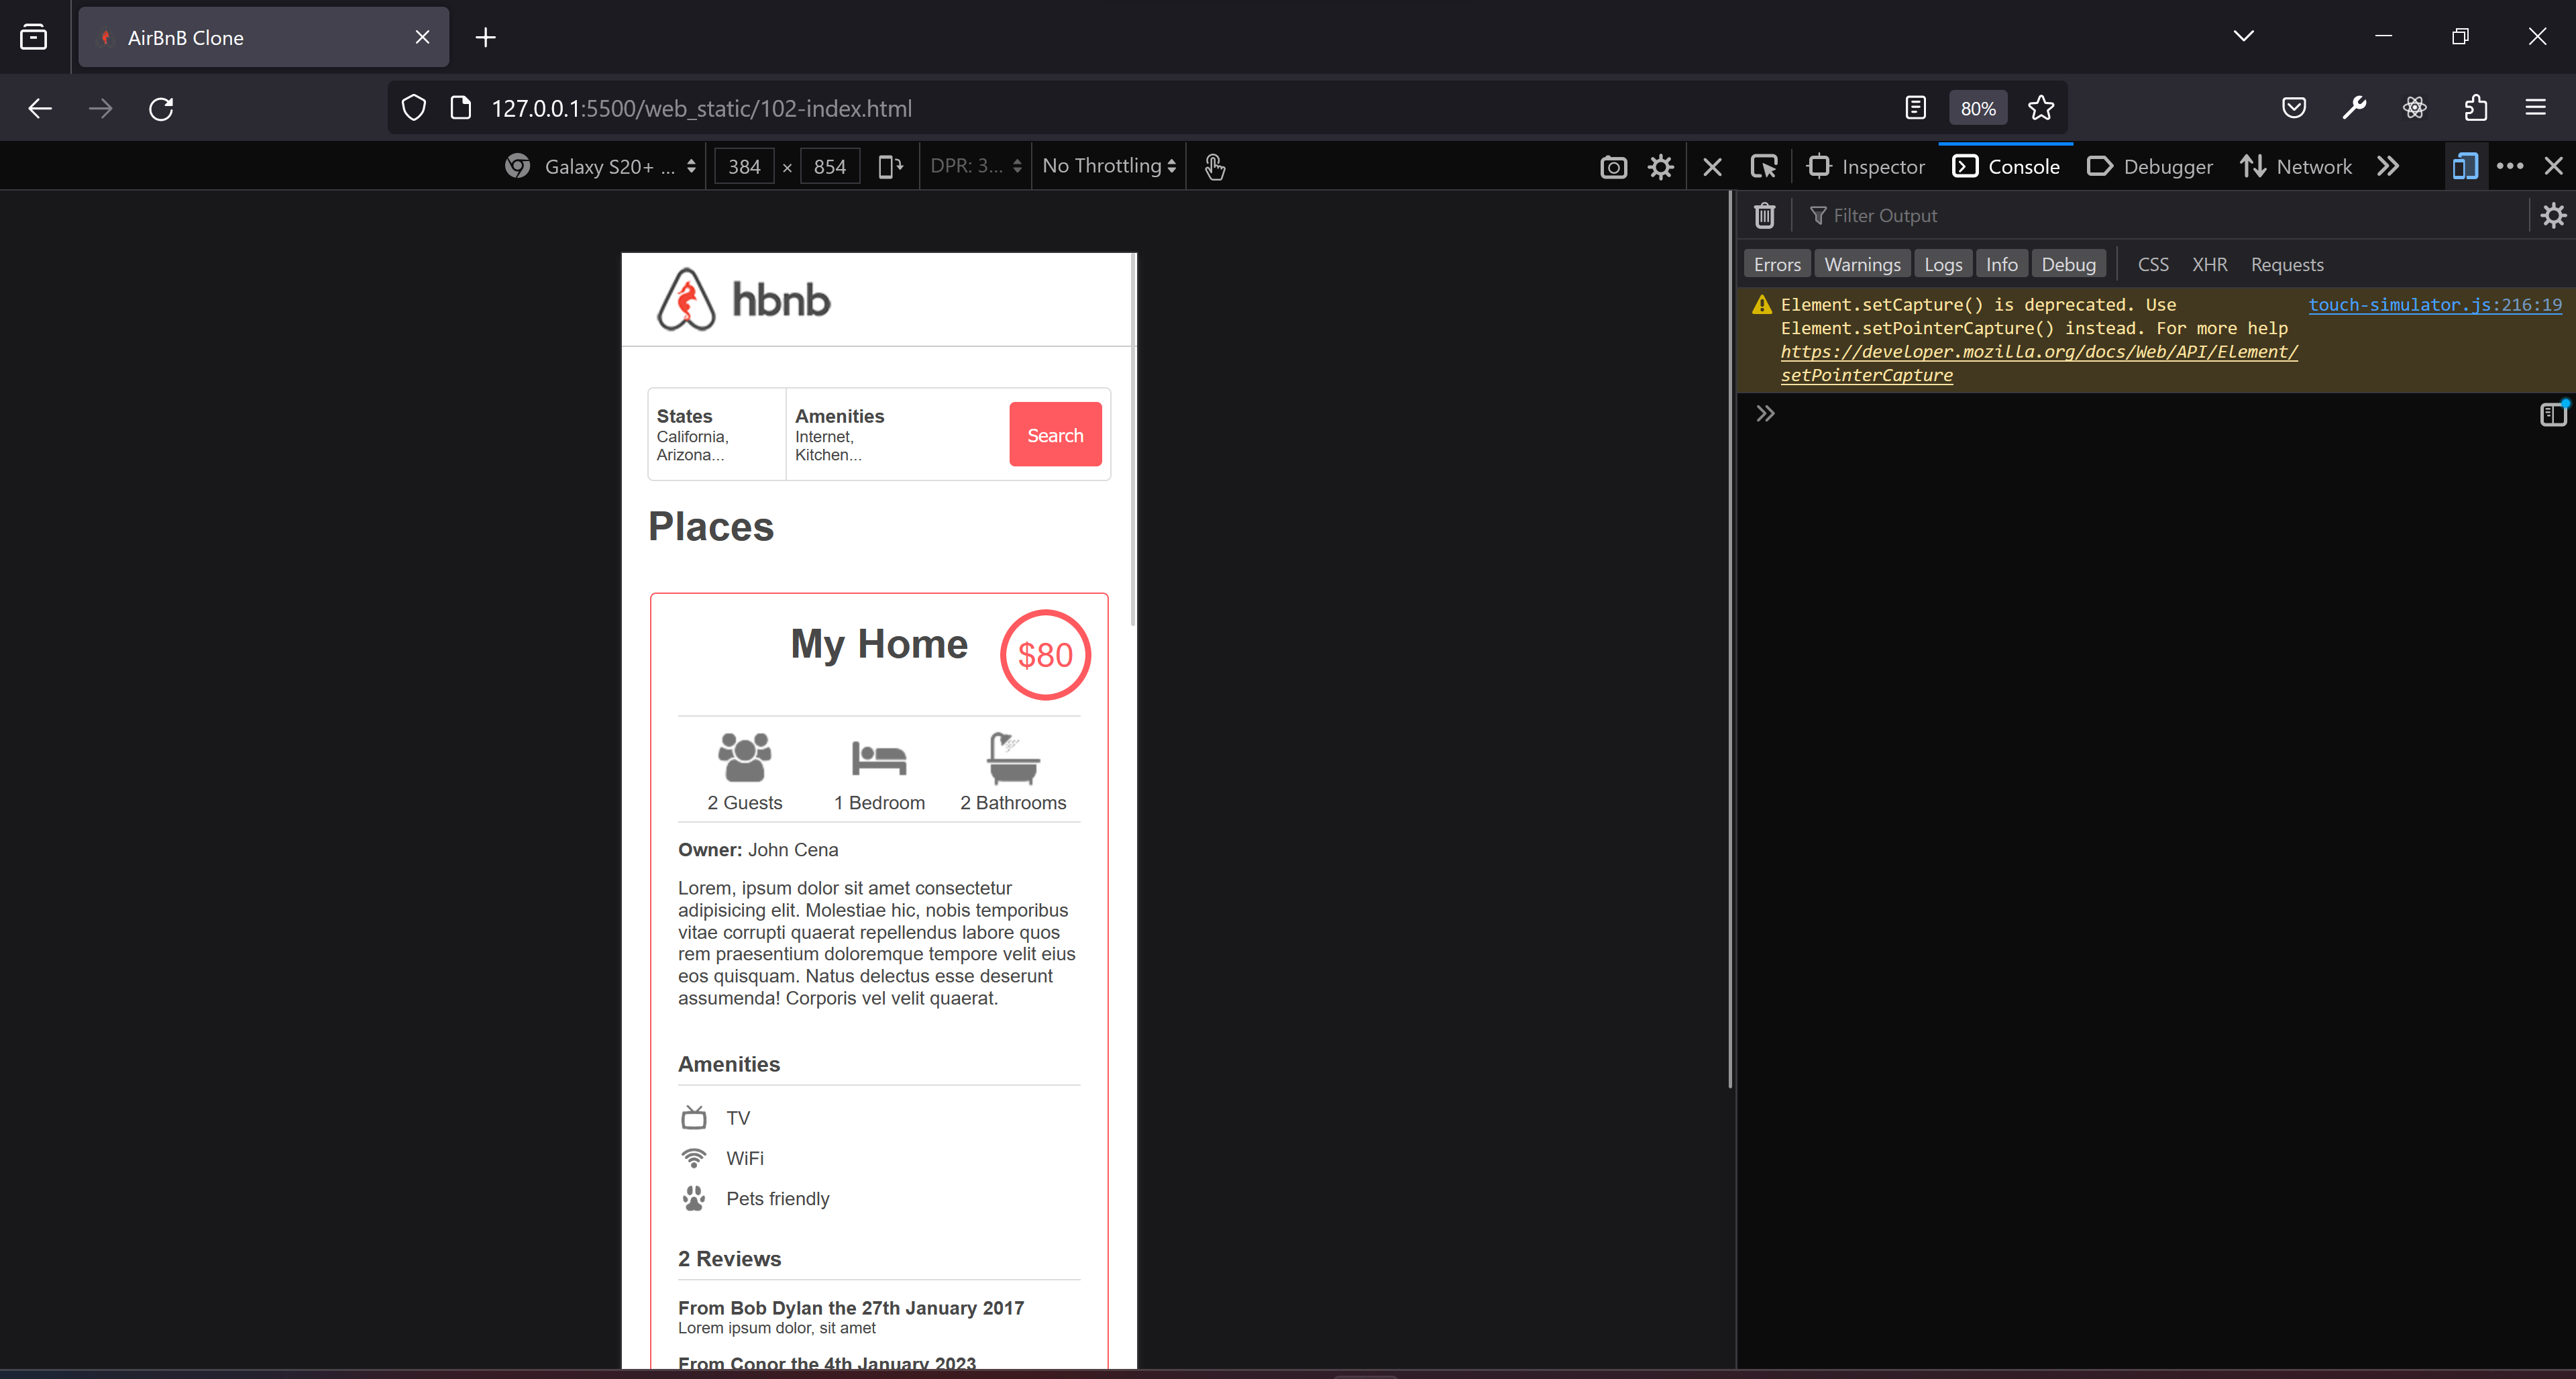 AirBnB Clone
127.0.0.1:5500/web_static/102-index.html
80%
Galaxy S20+ ...
384 × 854
DPR: 3...
No Throttling
Inspector
Console
Debugger
Network
Filter Output
Errors
Warnings
Logs
Info
Debug
CSS
XHR
Requests
Element.setCapture() is deprecated. Use
touch-simulator.js:216:19
Element.setPointerCapture() instead. For more help
https://developer.mozilla.org/docs/Web/API/Element/
setPointerCapture
hbnb
States
California,
Arizona...
Amenities
Internet,
Kitchen...
Search
Places
My Home
$80
2 Guests
1 Bedroom
2 Bathrooms
Owner: John Cena
Lorem, ipsum dolor sit amet consectetur
adipisicing elit. Molestiae hic, nobis temporibus
vitae corrupti quaerat repellendus labore quos
rem praesentium doloremque tempore velit eius
eos quisquam. Natus delectus esse deserunt
assumenda! Corporis vel velit quaerat.
Amenities
TV
WiFi
Pets friendly
2 Reviews
From Bob Dylan the 27th January 2017
Lorem ipsum dolor, sit amet
From Conor the 4th January 2023